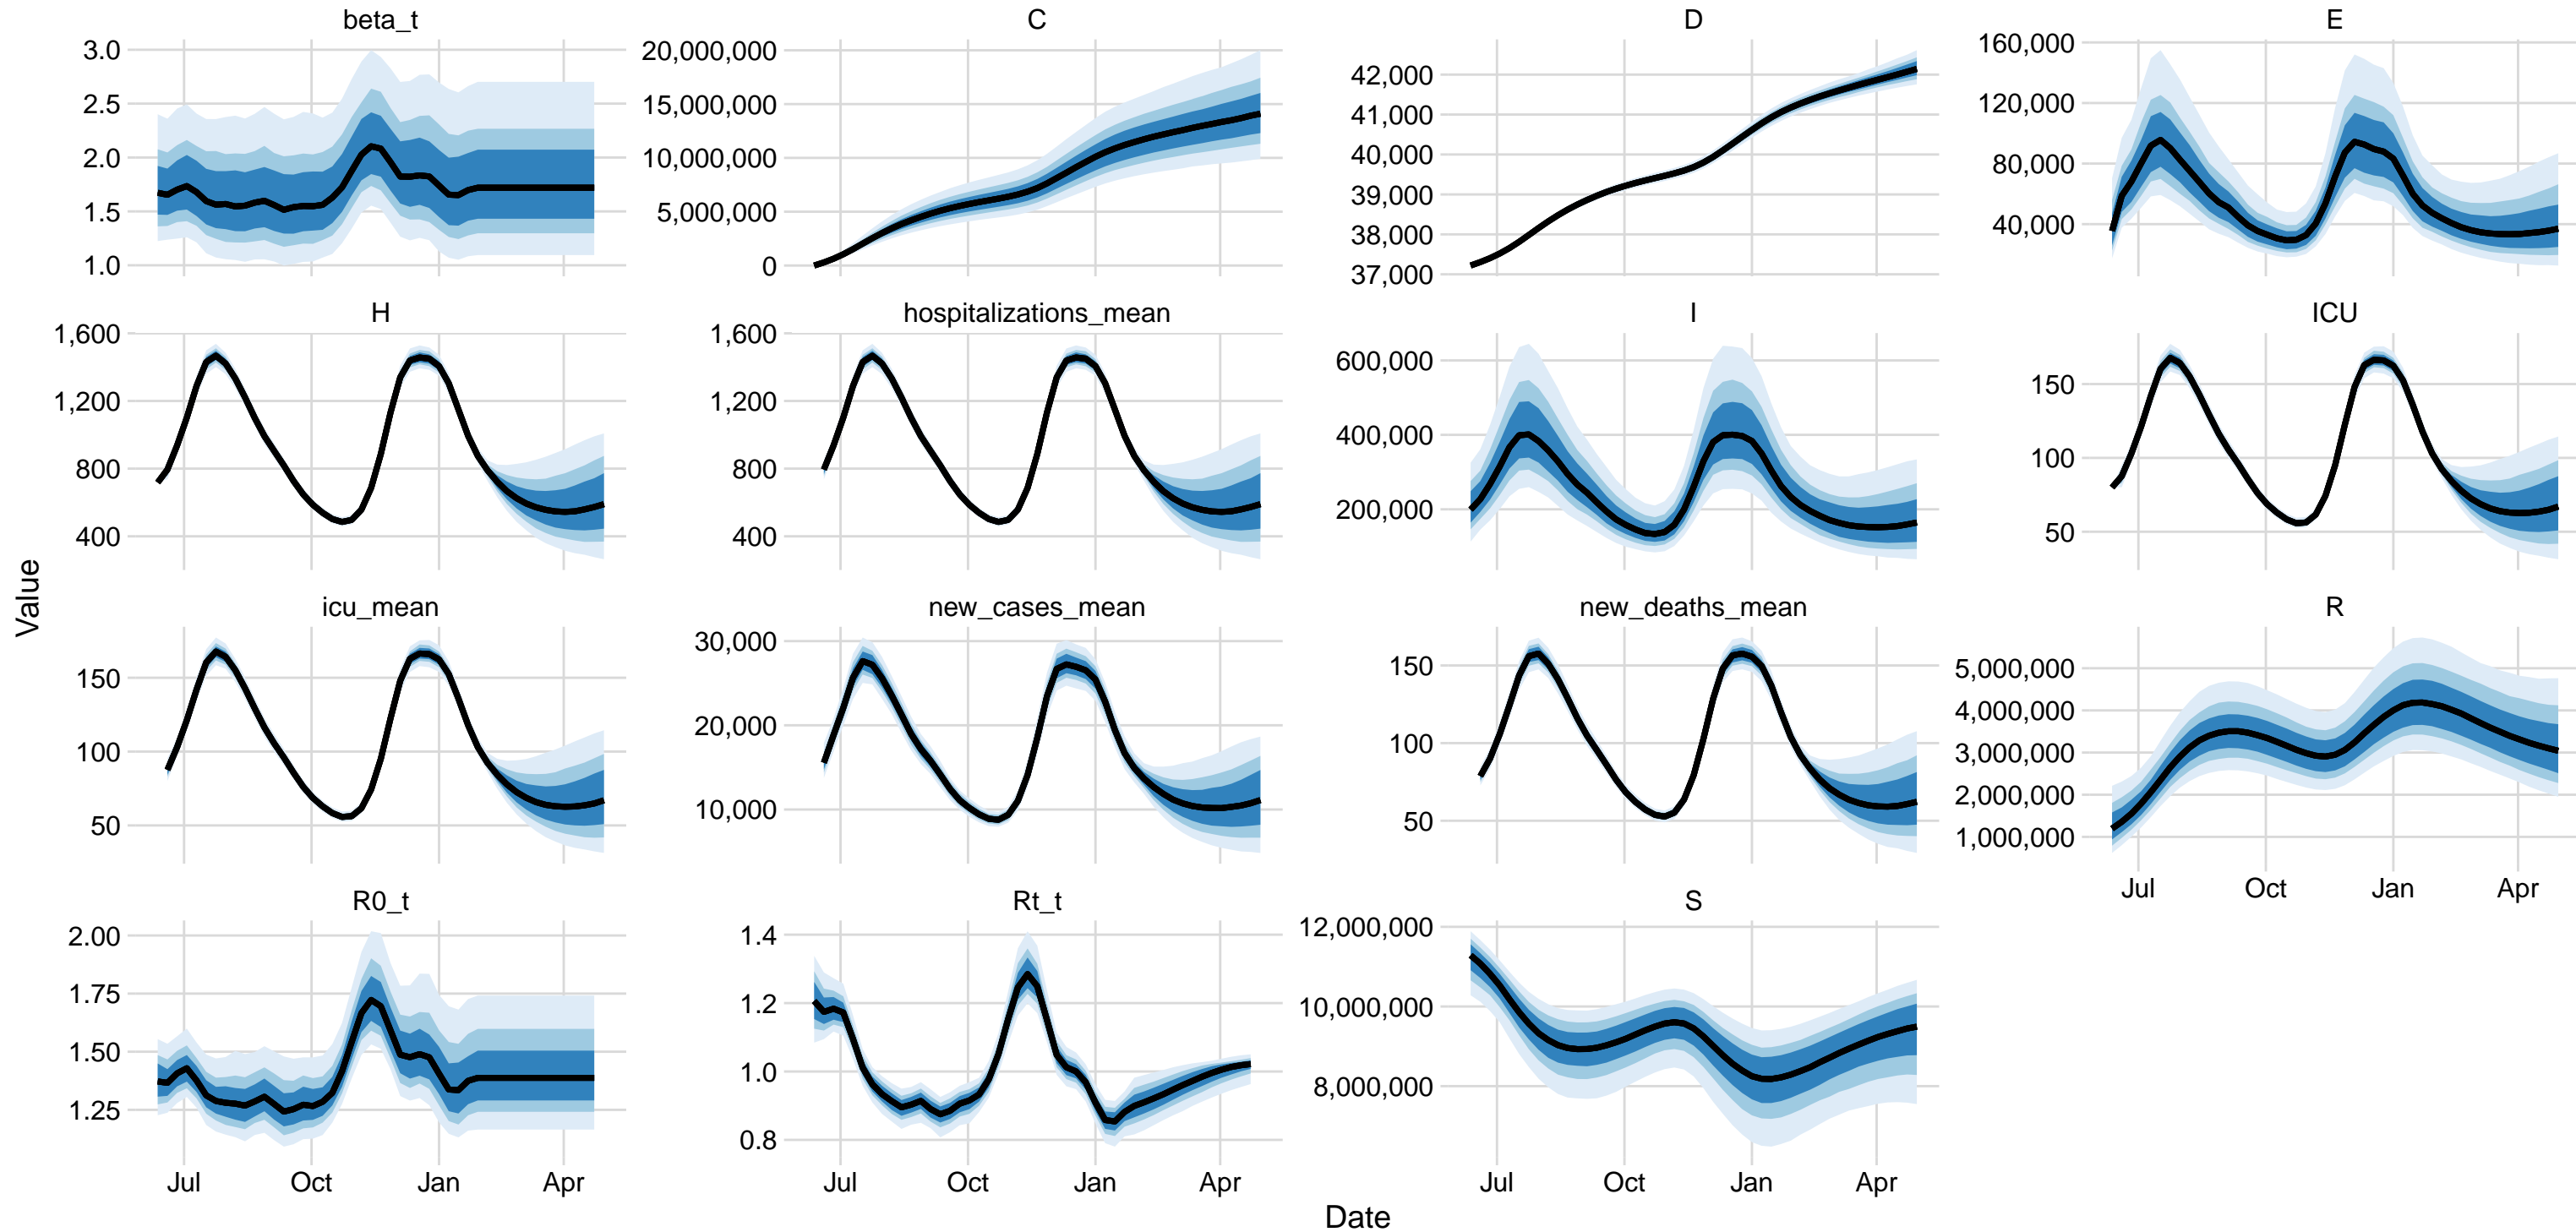 beta_t
C
D
E
3.0
2.5
2.0
1.5
1.0
20,000,000
15,000,000
10,000,000
5,000,000
0
42,000
41,000
40,000
39,000
38,000
37,000
160,000
120,000
80,000
40,000
H
hospitalizations_mean
I
ICU
1,600
1,200
800
400
1,600
1,200
800
400
600,000
400,000
200,000
150
100
50
Value
icu_mean
new_cases_mean
new_deaths_mean
R
150
100
50
30,000
20,000
10,000
150
100
50
5,000,000
4,000,000
3,000,000
2,000,000
1,000,000
Jul Oct Jan Apr
R0_t
Rt_t
S
2.00
1.75
1.50
1.25
1.4
1.2
1.0
0.8
12,000,000
10,000,000
8,000,000
Jul Oct Jan Apr
Jul Oct Jan Apr
Jul Oct Jan Apr
Date